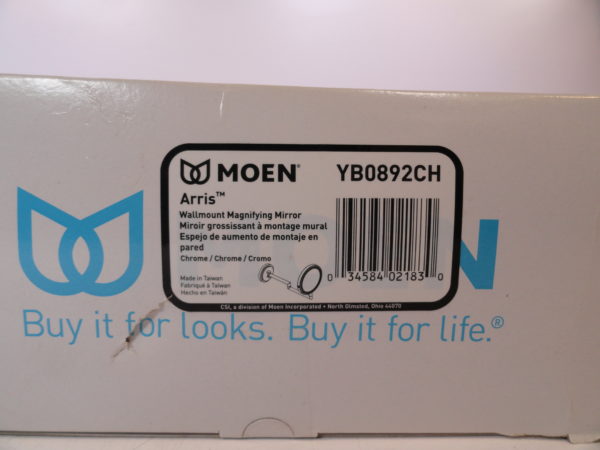 MOEN®
YB0892CH
Arris™
Wallmount Magnifying Mirror
Miroir grossissant à montage mural
Espejo de aumento de montaje en
pared
Chrome / Chrome / Cromo
Made in Taiwan
Fabriqué à Taiwan
Hecho en Taiwán
0 34584 02183 0
CSI, a division of Moen Incorporated • North Olmsted, Ohio 44070
EN
Buy it for looks. Buy it for life.®